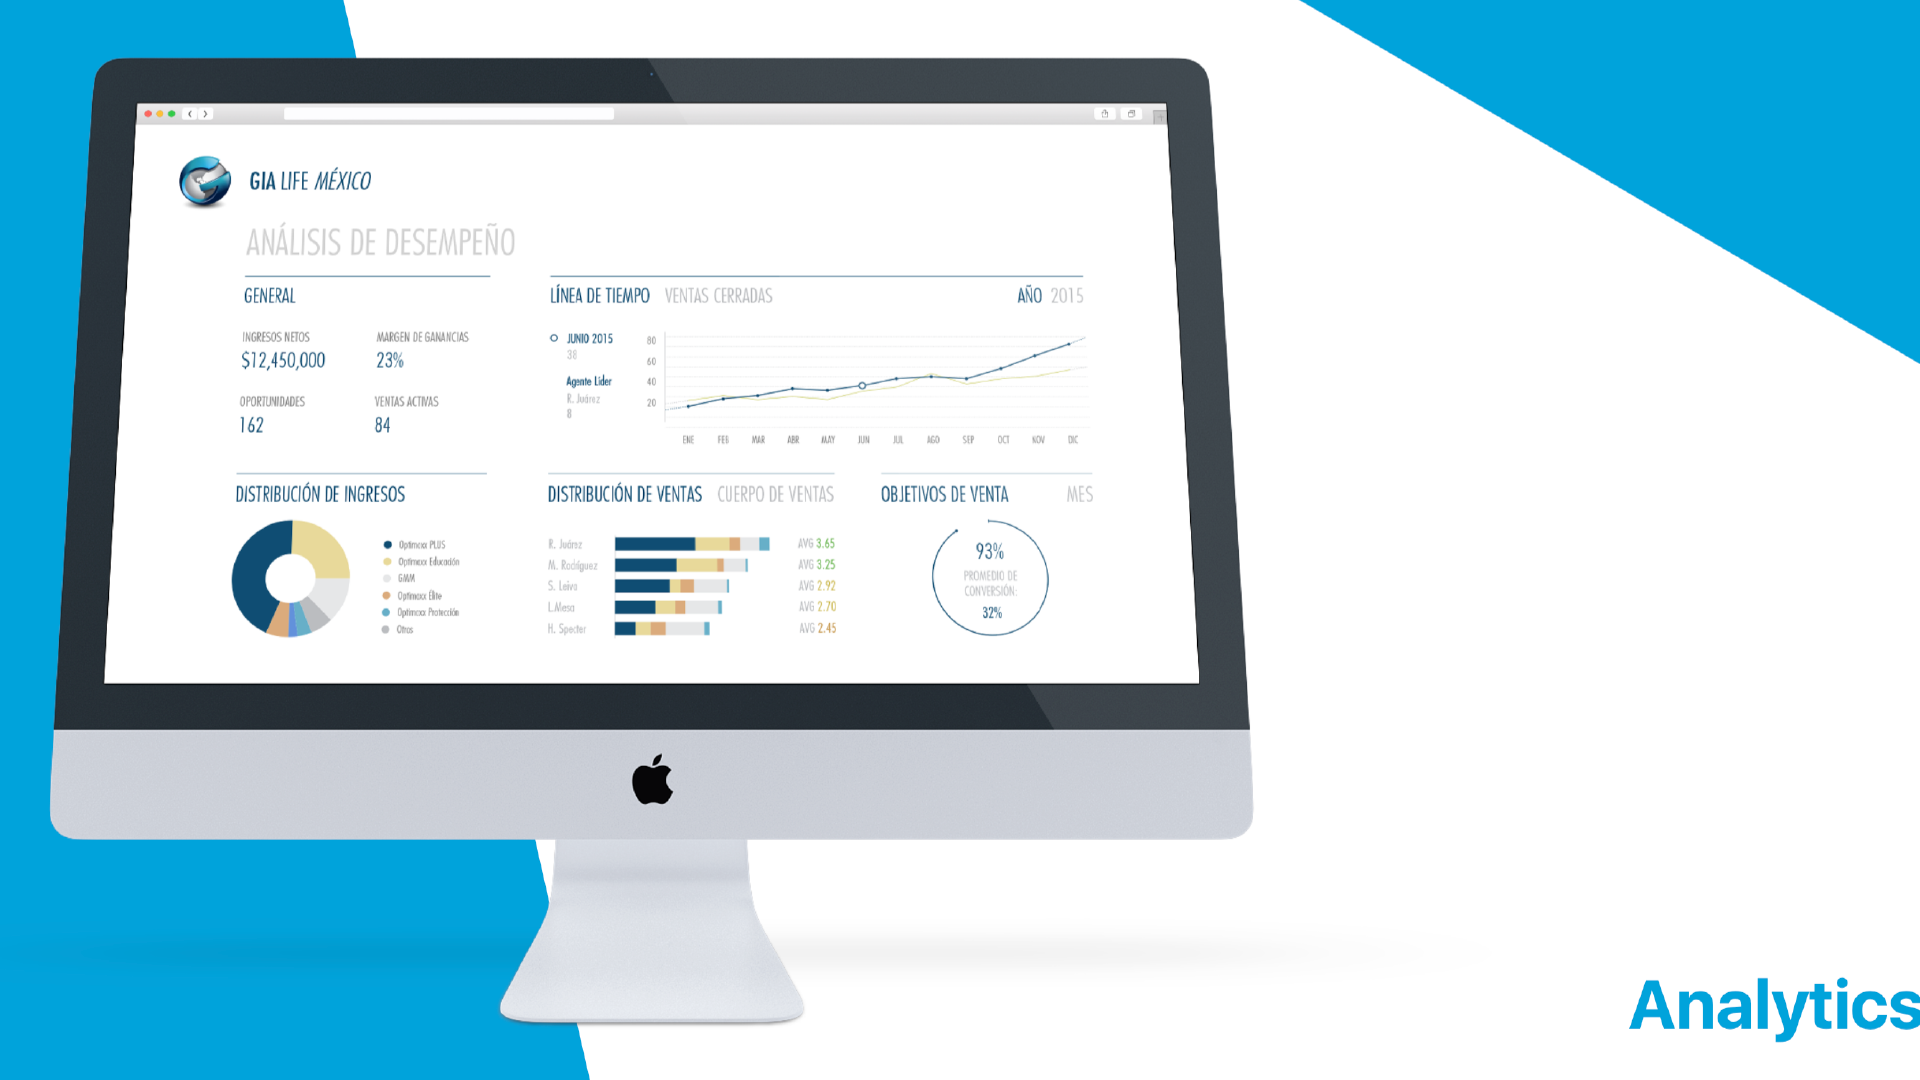 GIA LIFE MÉXICO
ANÁLISIS DE DESEMPEÑO
GENERAL
INGRESOS NETOS
$12,450,000
MARGEN DE GANANCIAS
23%
OPORTUNIDADES
162
VENTAS ACTIVAS
84
LÍNEA DE TIEMPO VENTAS CERRADAS
AÑO 2015
JUNIO 2015
38
Agente Lider
R. Juárez
8
80
60
40
20
ENE FEB MAR ABR MAY JUN JUL AGO SEP OCT NOV DIC
DISTRIBUCIÓN DE INGRESOS
Optimaxx PLUS
Optimaxx Educación
GMM
Optimaxx Élite
Optimaxx Protección
Otros
DISTRIBUCIÓN DE VENTAS CUERPO DE VENTAS
R. Juárez AVG 3.65
M. Rodríguez AVG 3.25
S. Leiva AVG 2.92
L.Mesa AVG 2.70
H. Specter AVG 2.45
OBJETIVOS DE VENTA MES
93%
PROMEDIO DE
CONVERSIÓN:
32%
Analytics